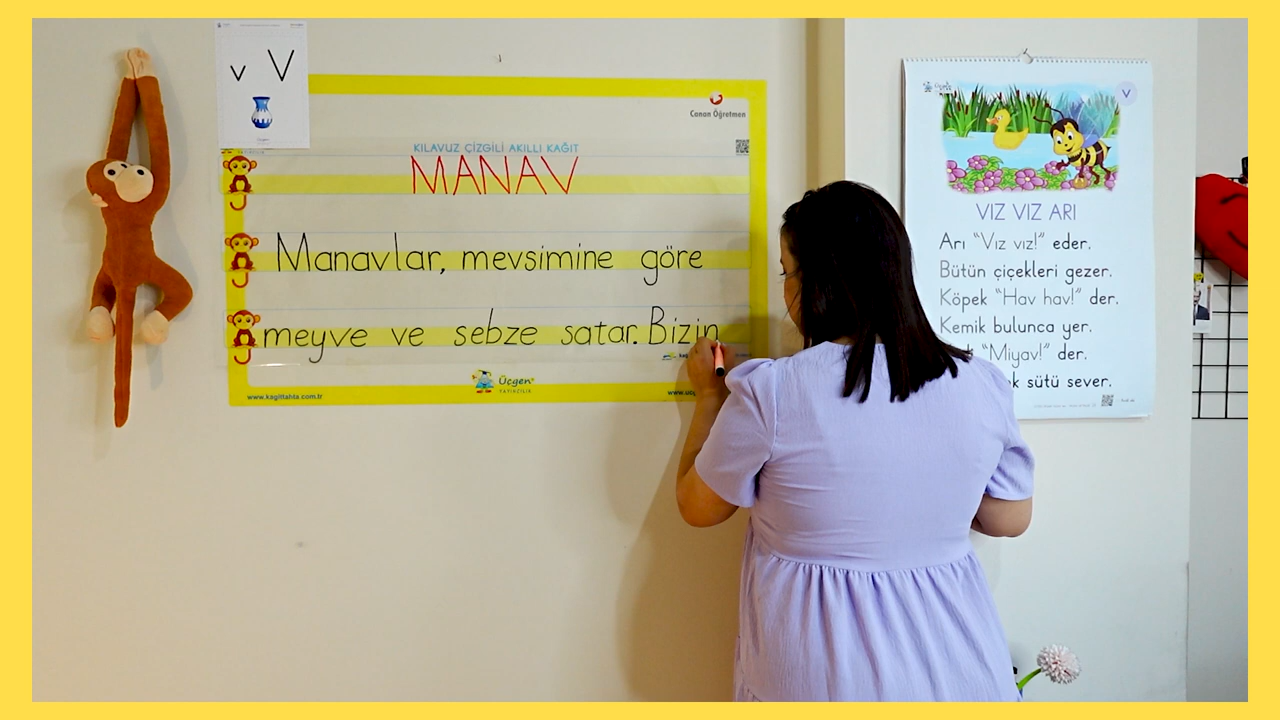 v V
Canan Öğretmen
KILAVUZ ÇİZGİLİ AKILLI KAĞIT
MANAV
Manavlar, mevsimine göre
meyve ve sebze satar. Bizin
Üçgen
YAYINCILIK
www.kagittahta.com.tr
v
VIZ VIZ ARI
Arı “Vız vız!” eder.
Bütün çiçekleri gezer.
Köpek “Hav hav!” der.
Kemik bulunca yer.
“Miyav!” der.
sütü sever.